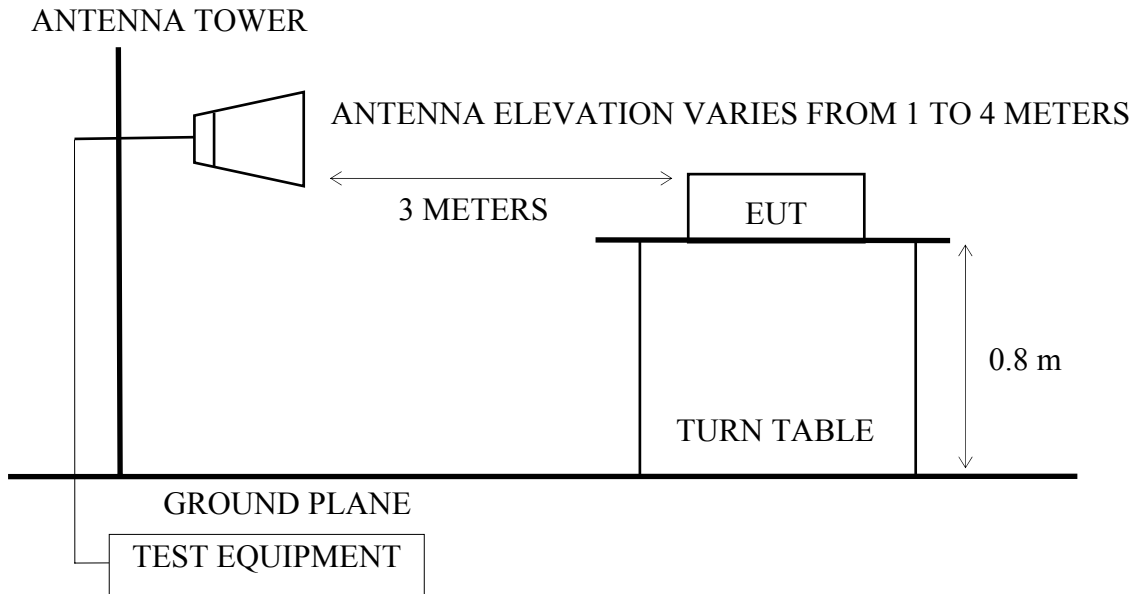 ANTENNA TOWER
ANTENNA ELEVATION VARIES FROM 1 TO 4 METERS
3 METERS
EUT
0.8 m
TURN TABLE
GROUND PLANE
TEST EQUIPMENT